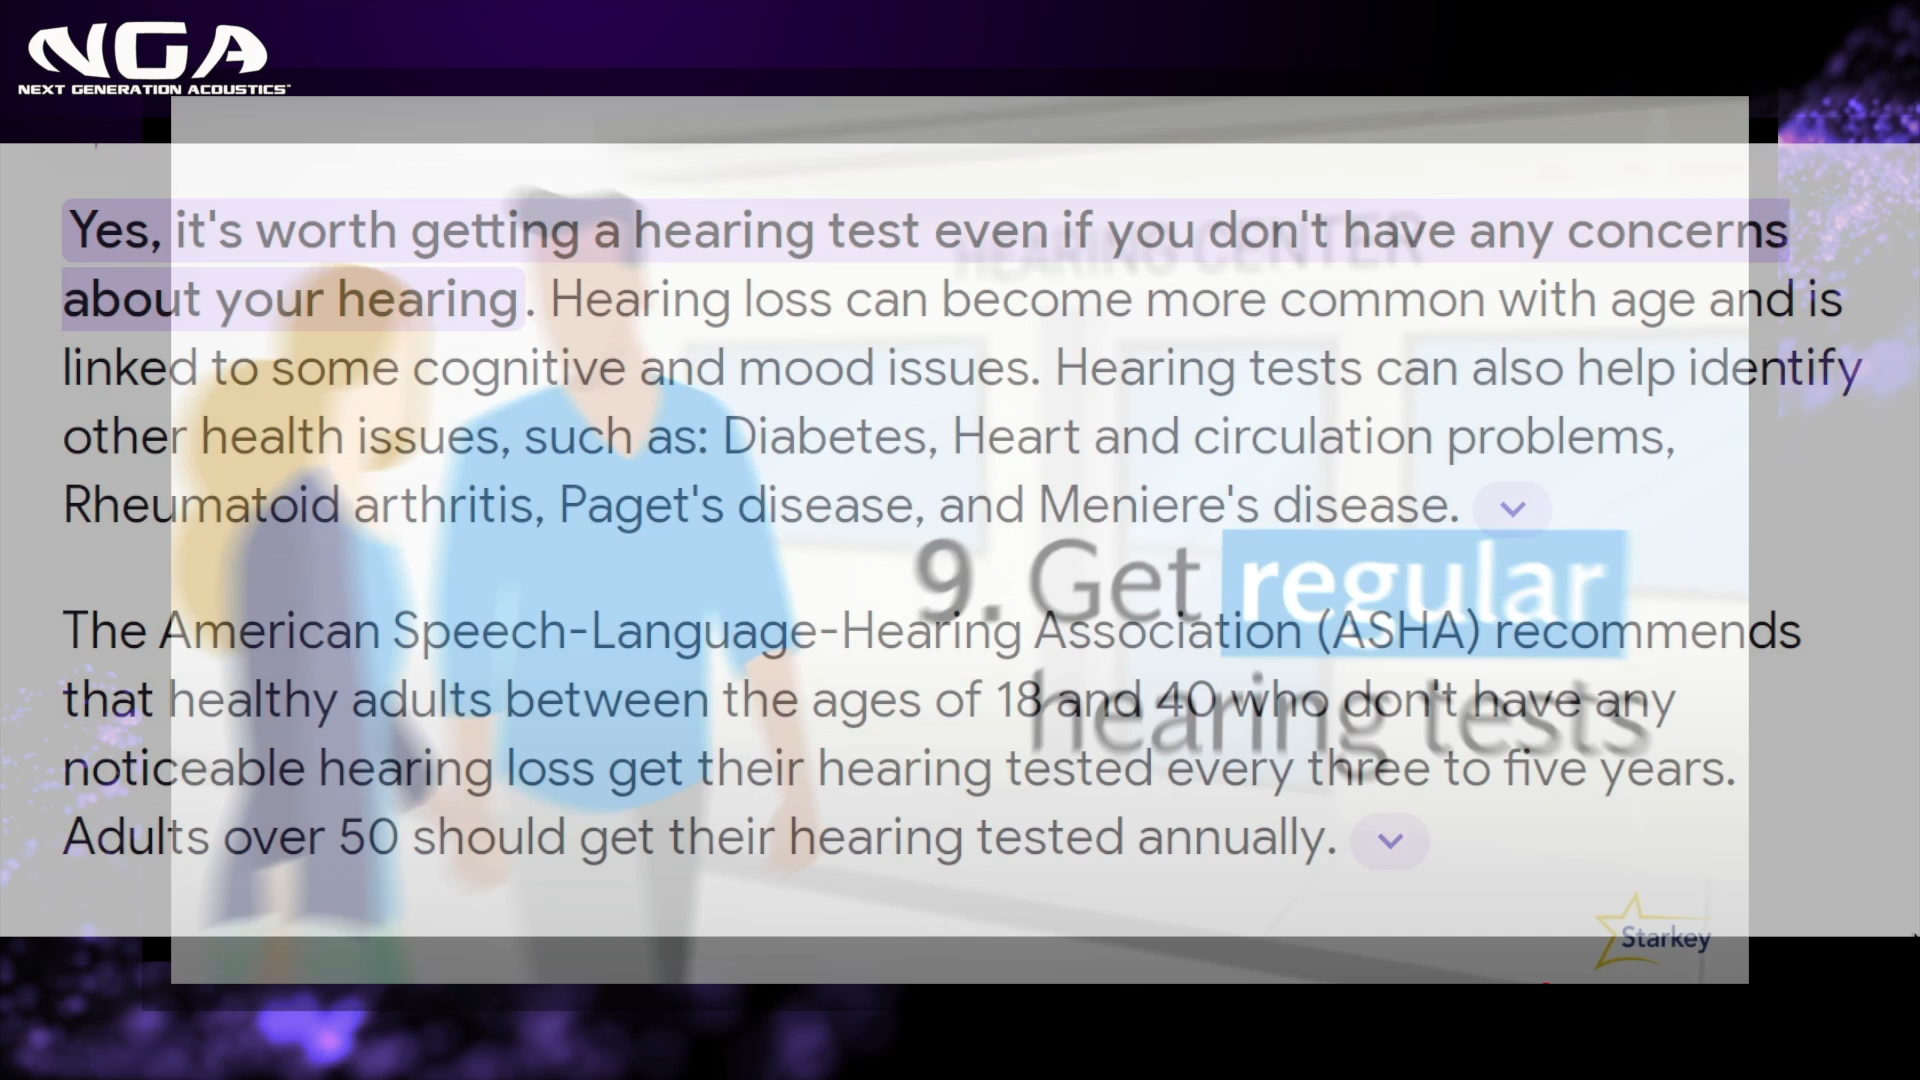 NGA
NEXT GENERATION ACOUSTICS
HEARING CENTER
Yes, it's worth getting a hearing test even if you don't have any concerns
about your hearing. Hearing loss can become more common with age and is
linked to some cognitive and mood issues. Hearing tests can also help identify
other health issues, such as: Diabetes, Heart and circulation problems,
Rheumatoid arthritis, Paget's disease, and Meniere's disease.
9. Get regular
hearing tests
The American Speech-Language-Hearing Association (ASHA) recommends
that healthy adults between the ages of 18 and 40 who don't have any
noticeable hearing loss get their hearing tested every three to five years.
Adults over 50 should get their hearing tested annually.
Starkey